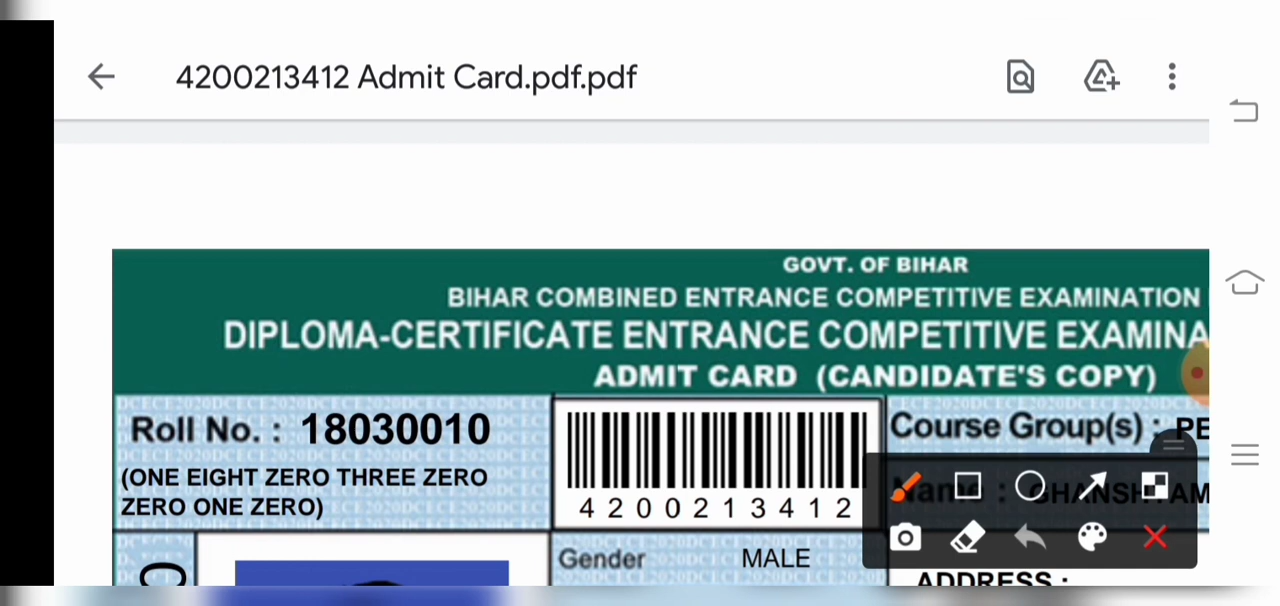 4200213412 Admit Card.pdf.pdf
GOVT. OF BIHAR
BIHAR COMBINED ENTRANCE COMPETITIVE EXAMINATION
DIPLOMA-CERTIFICATE ENTRANCE COMPETITIVE EXAMINA
ADMIT CARD (CANDIDATE'S COPY)
Roll No. : 18030010
(ONE EIGHT ZERO THREE ZERO
ZERO ONE ZERO)
4200213412
Course Group(s) : PE
Name :
Gender MALE
ADDRESS :